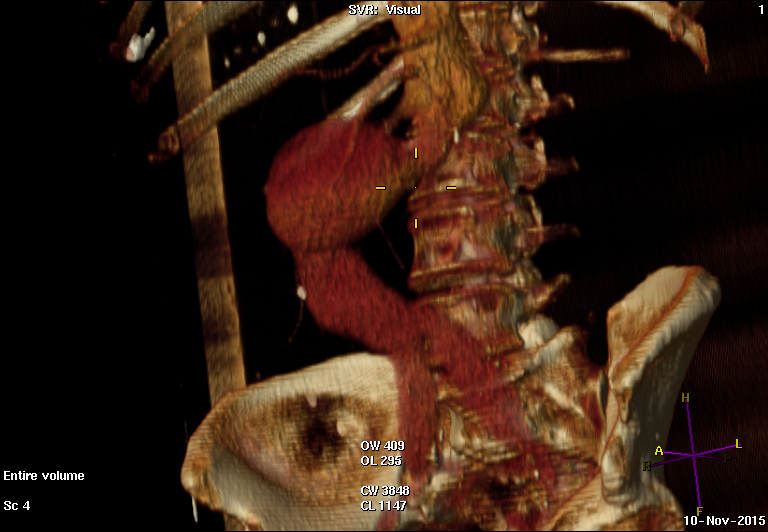 SVR: Visual
1
OW 409
OL 295
Entire volume
CW 3848
CL 1147
Sc 4
H
A
L
R
F
10-Nov-2015